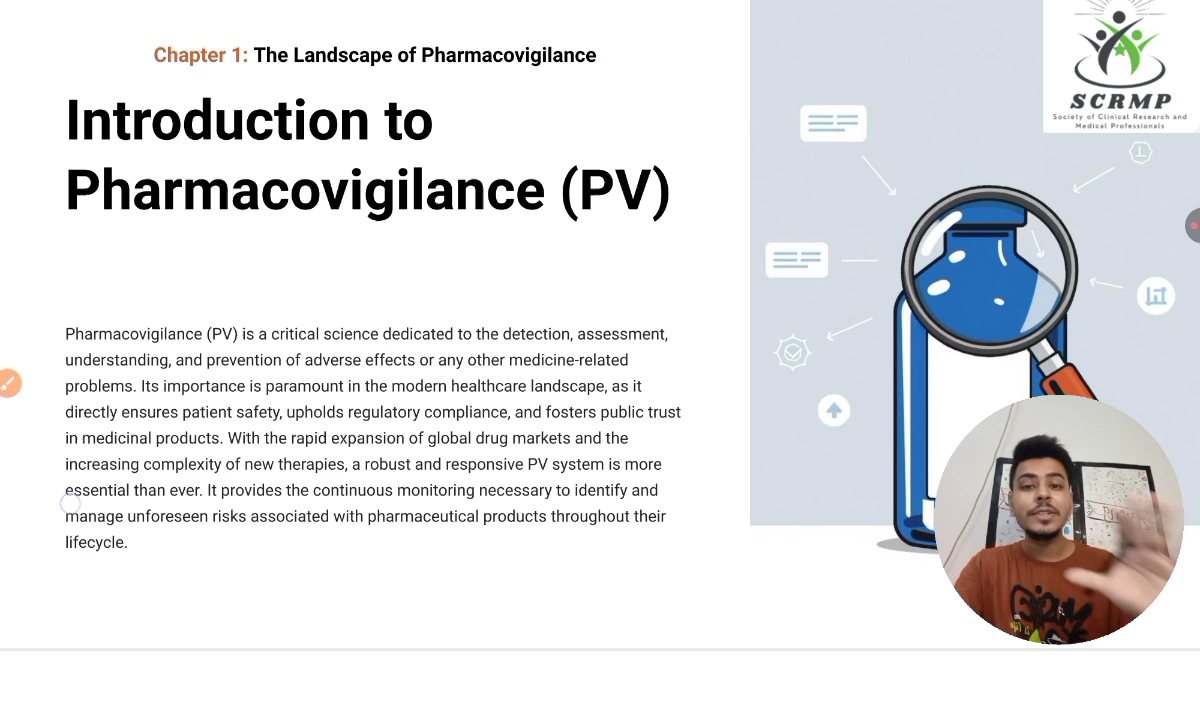 Chapter 1: The Landscape of Pharmacovigilance
Introduction to
Pharmacovigilance (PV)
Pharmacovigilance (PV) is a critical science dedicated to the detection, assessment,
understanding, and prevention of adverse effects or any other medicine-related
problems. Its importance is paramount in the modern healthcare landscape, as it
directly ensures patient safety, upholds regulatory compliance, and fosters public trust
in medicinal products. With the rapid expansion of global drug markets and the
increasing complexity of new therapies, a robust and responsive PV system is more
essential than ever. It provides the continuous monitoring necessary to identify and
manage unforeseen risks associated with pharmaceutical products throughout their
lifecycle.
SCRMP
Society of Clinical Research and
Medical Professionals